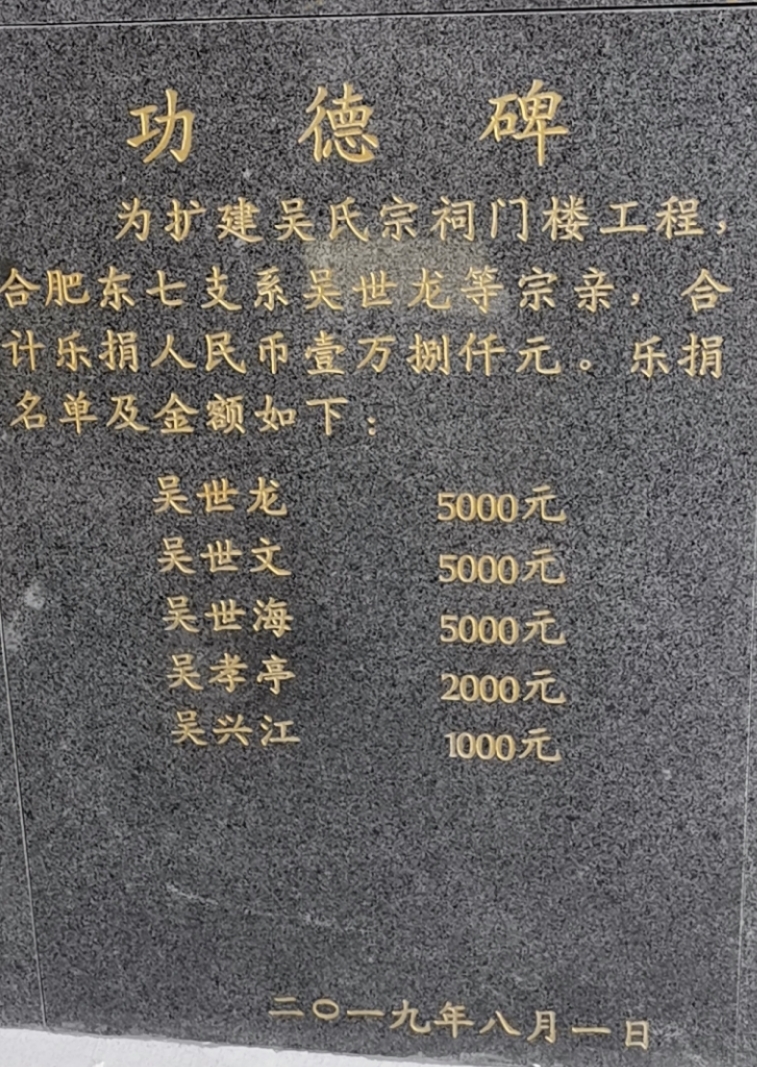 功德碑
为扩建吴氏宗祠门楼工程，
合肥东七支系吴世龙等宗亲，合
计乐捐人民币壹万捌仟元。乐捐
名单及金额如下：
吴世龙 5000元
吴世文 5000元
吴世海 5000元
吴孝亭 2000元
吴兴江 1000元
二〇一九年八月一日